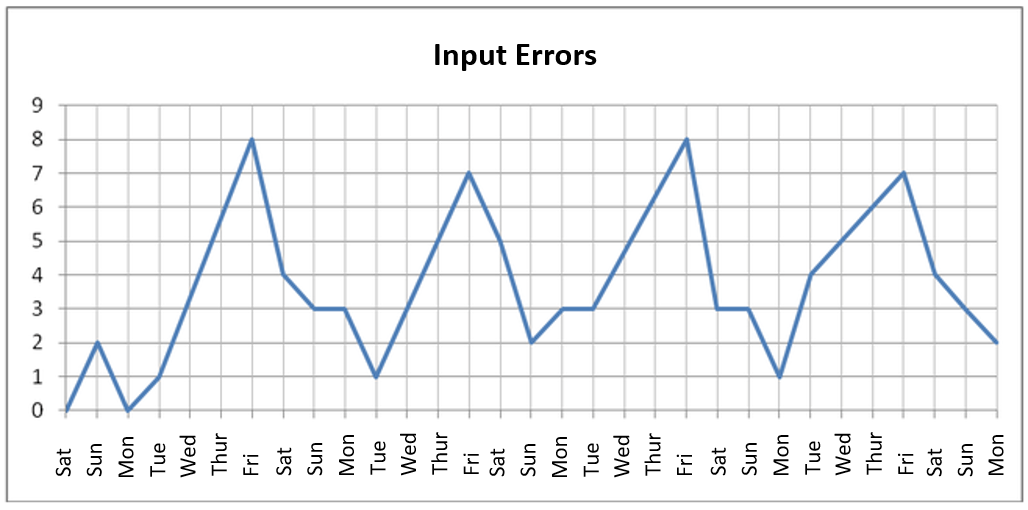 Input Errors
9
8
7
6
5
4
3
2
1
0
Sat
Sun
Mon
Tue
Wed
Thur
Fri
Sat
Sun
Mon
Tue
Wed
Thur
Fri
Sat
Sun
Mon
Tue
Wed
Thur
Fri
Sat
Sun
Mon
Tue
Wed
Thur
Fri
Sat
Sun
Mon